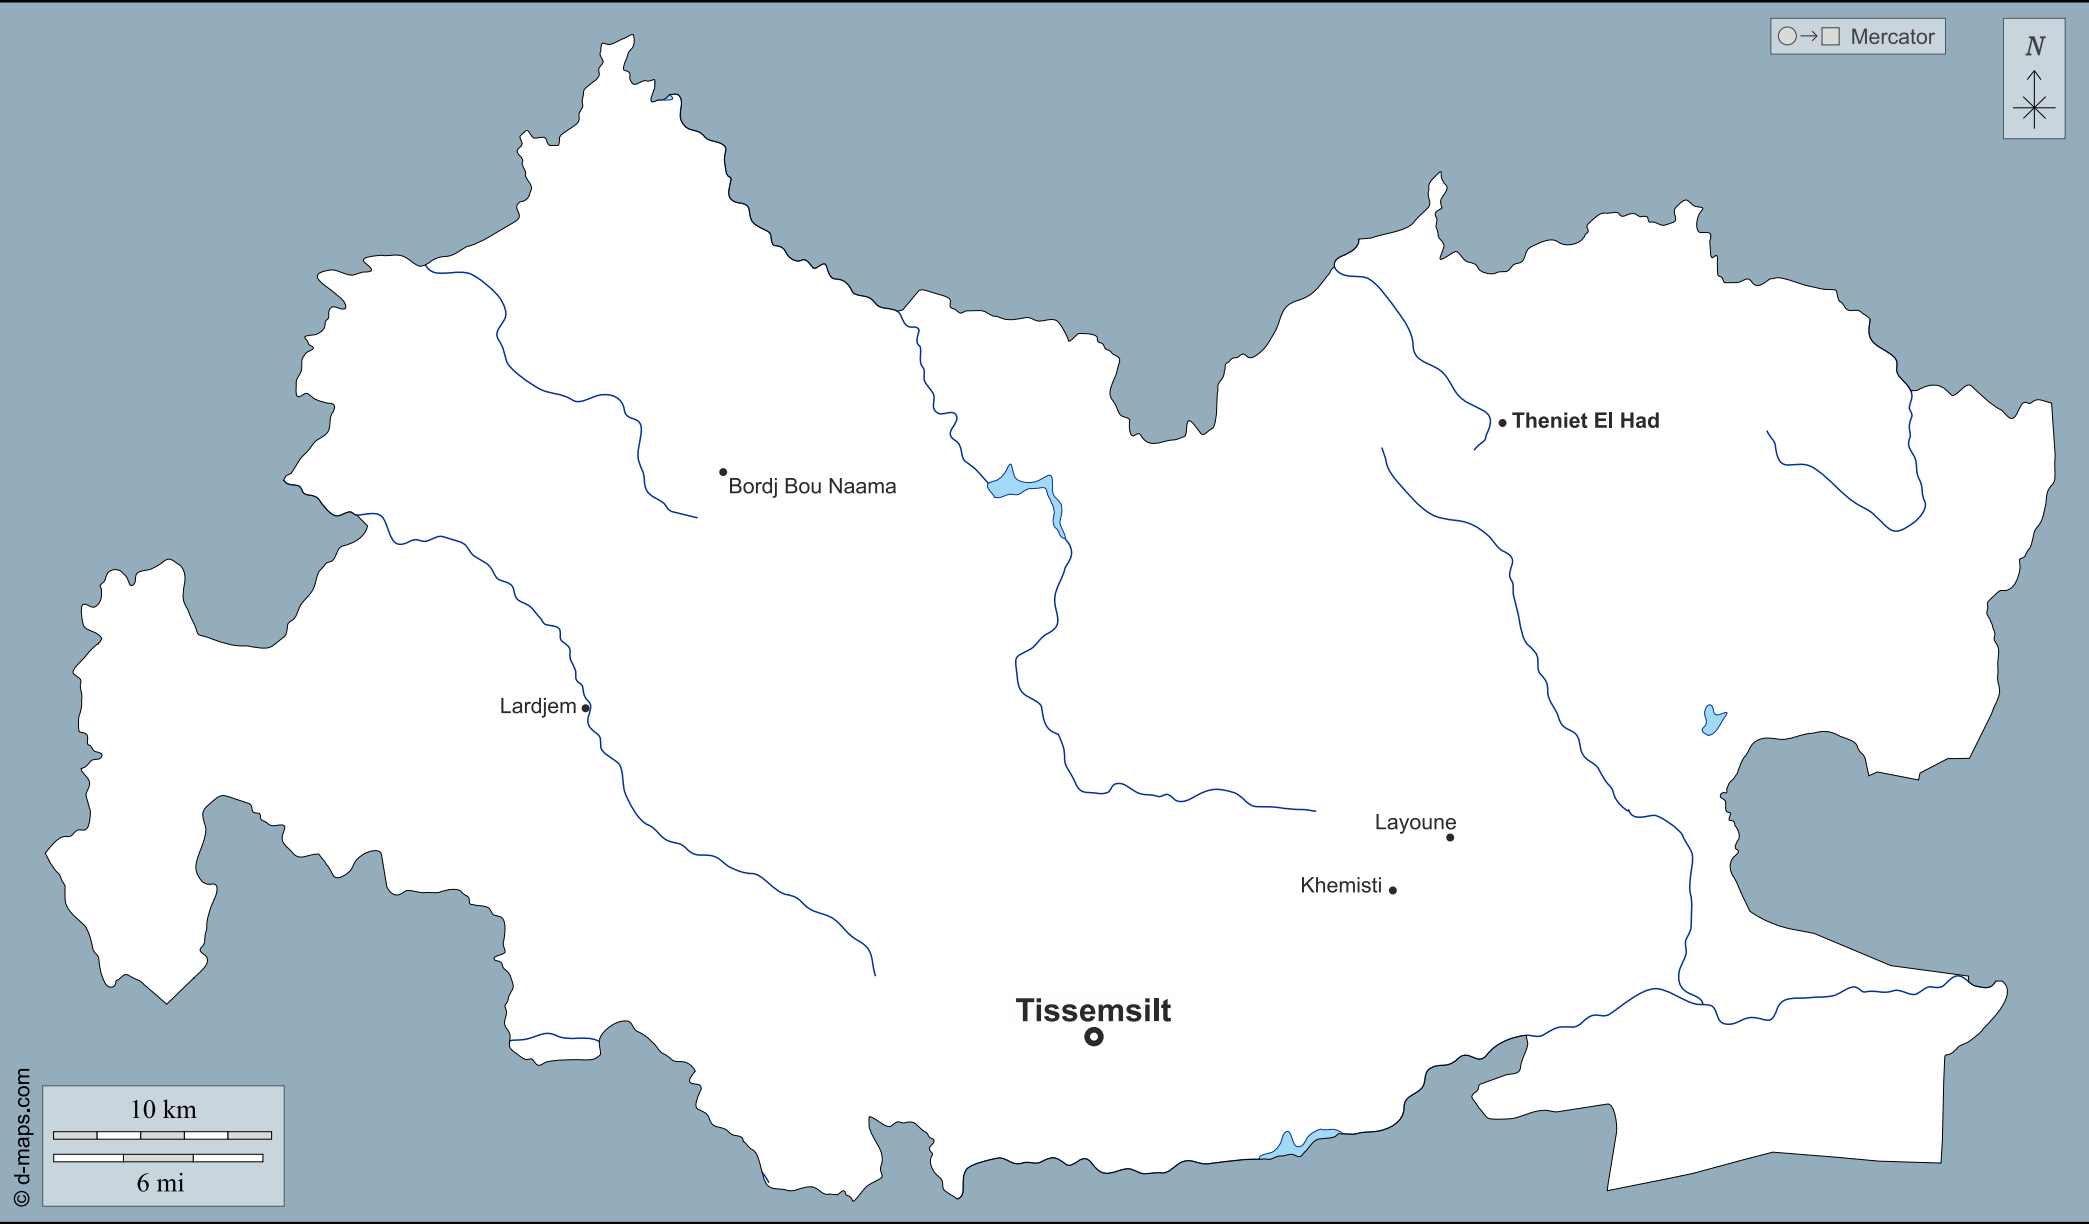 Mercator
N
Theniet El Had
Bordj Bou Naama
Lardjem
Layoune
Khemisti
Tissemsilt
10 km
6 mi
© d-maps.com